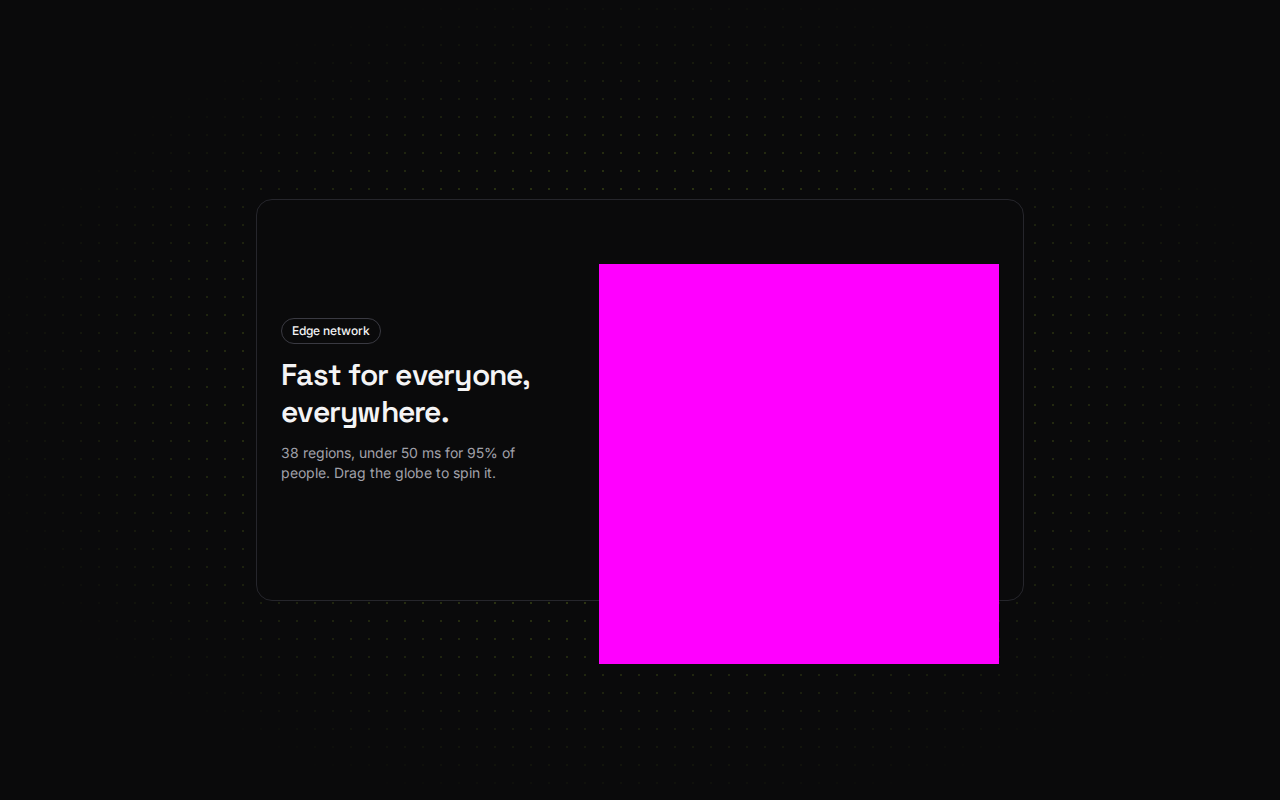 Edge network
Fast for everyone,
everywhere.
38 regions, under 50 ms for 95% of
people. Drag the globe to spin it.